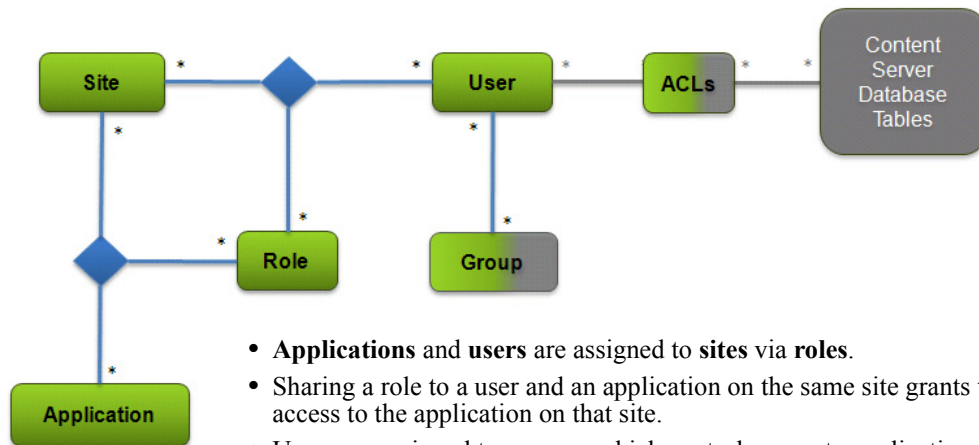 Site
*
*
User
*
*
ACLs
*
*
Content
Server
Database
Tables
*
*
*
*
*
Role
Group
*
Application
• Applications and users are assigned to sites via roles.
• Sharing a role to a user and an application on the same site grants
access to the application on that site.